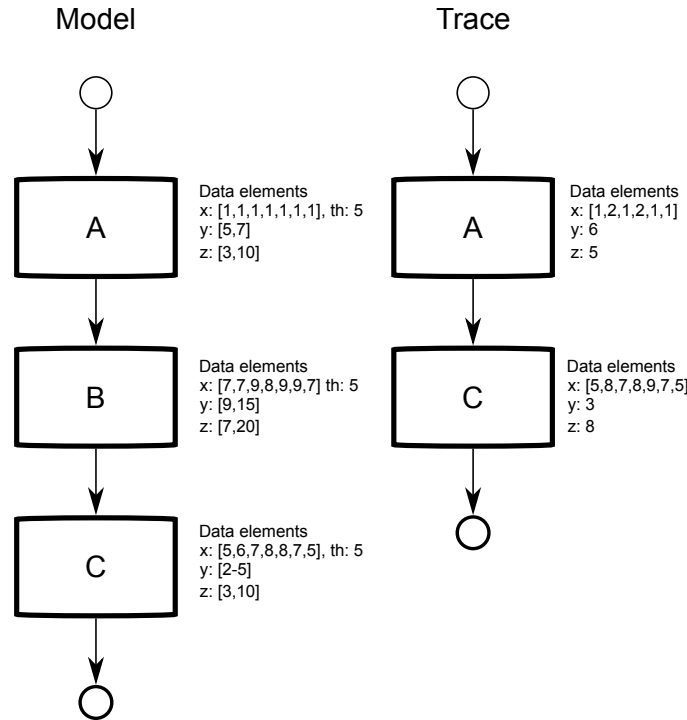 Model
A
Data elements
x: [1,1,1,1,1,1,1], th: 5
y: [5,7]
z: [3,10]
B
Data elements
x: [7,7,9,8,9,9,7] th: 5
y: [9,15]
z: [7,20]
C
Data elements
x: [5,6,7,8,8,7,5], th: 5
y: [2-5]
z: [3,10]
Trace
A
Data elements
x: [1,2,1,2,1,1]
y: 6
z: 5
C
Data elements
x: [5,8,7,8,9,7,5]
y: 3
z: 8